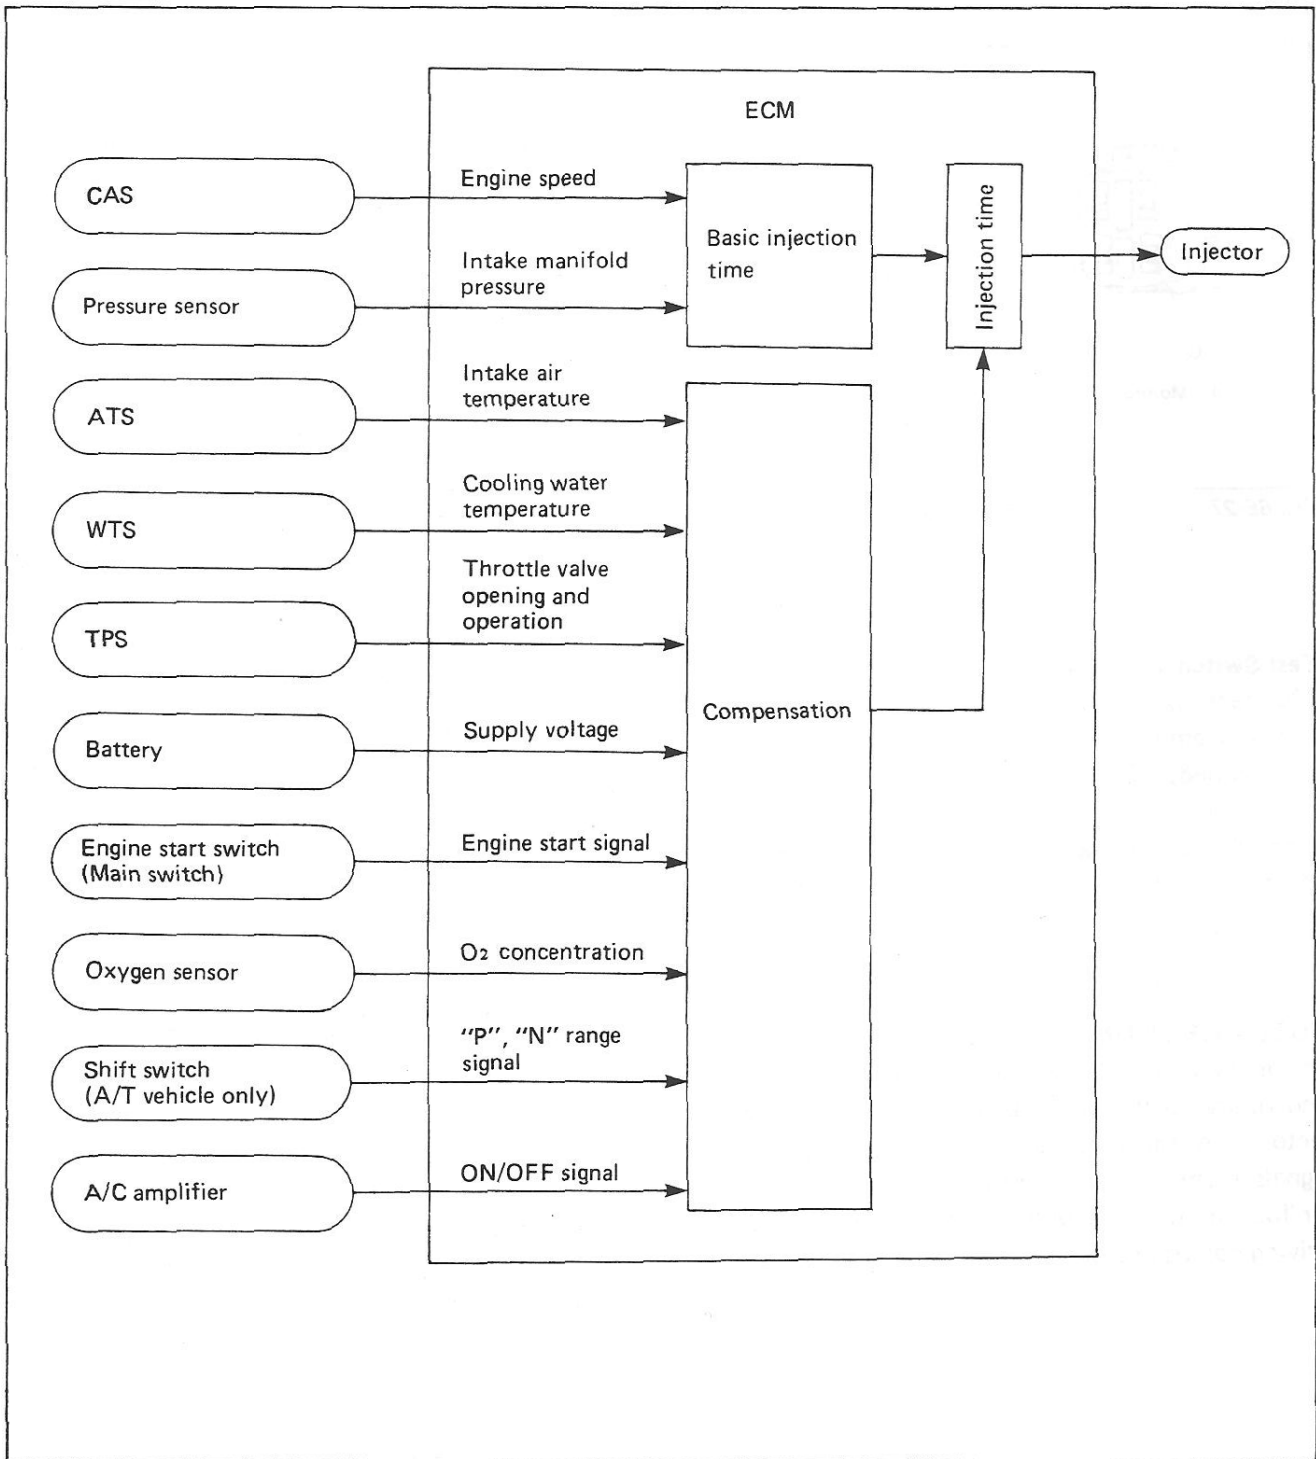 ECM
CAS
Engine speed
Pressure sensor
Intake manifold
pressure
Basic injection
time
Injection time
Injector
ATS
Intake air
temperature
WTS
Cooling water
temperature
TPS
Throttle valve
opening and
operation
Compensation
Battery
Supply voltage
Engine start switch
(Main switch)
Engine start signal
Oxygen sensor
O2 concentration
Shift switch
(A/T vehicle only)
"P", "N" range
signal
A/C amplifier
ON/OFF signal